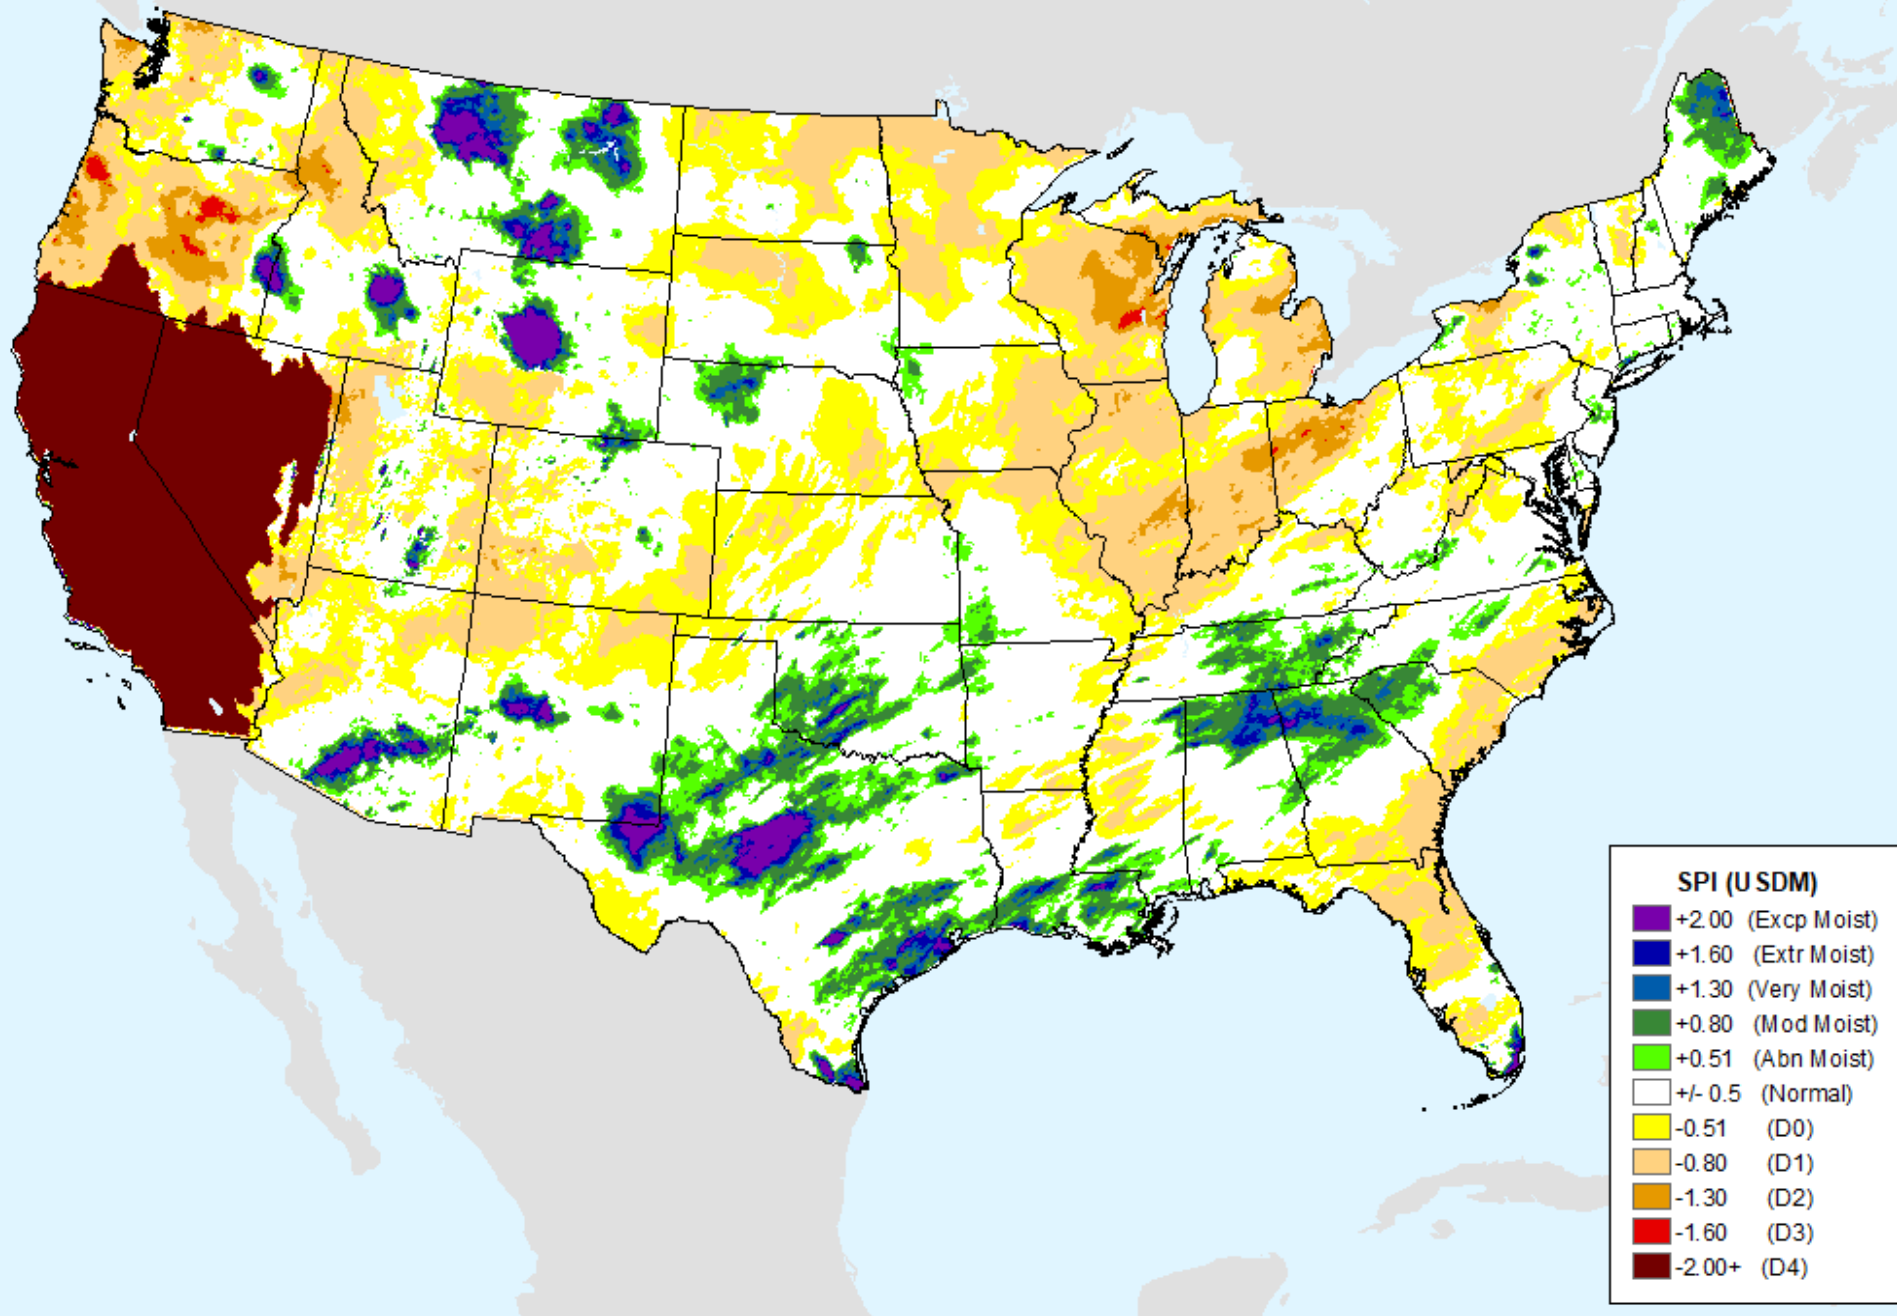 SPI (USDM)
+2.00 (Excp Moist)
+1.60 (Extr Moist)
+1.30 (Very Moist)
+0.80 (Mod Moist)
+0.51 (Abn Moist)
+/- 0.5 (Normal)
-0.51 (D0)
-0.80 (D1)
-1.30 (D2)
-1.60 (D3)
-2.00+ (D4)